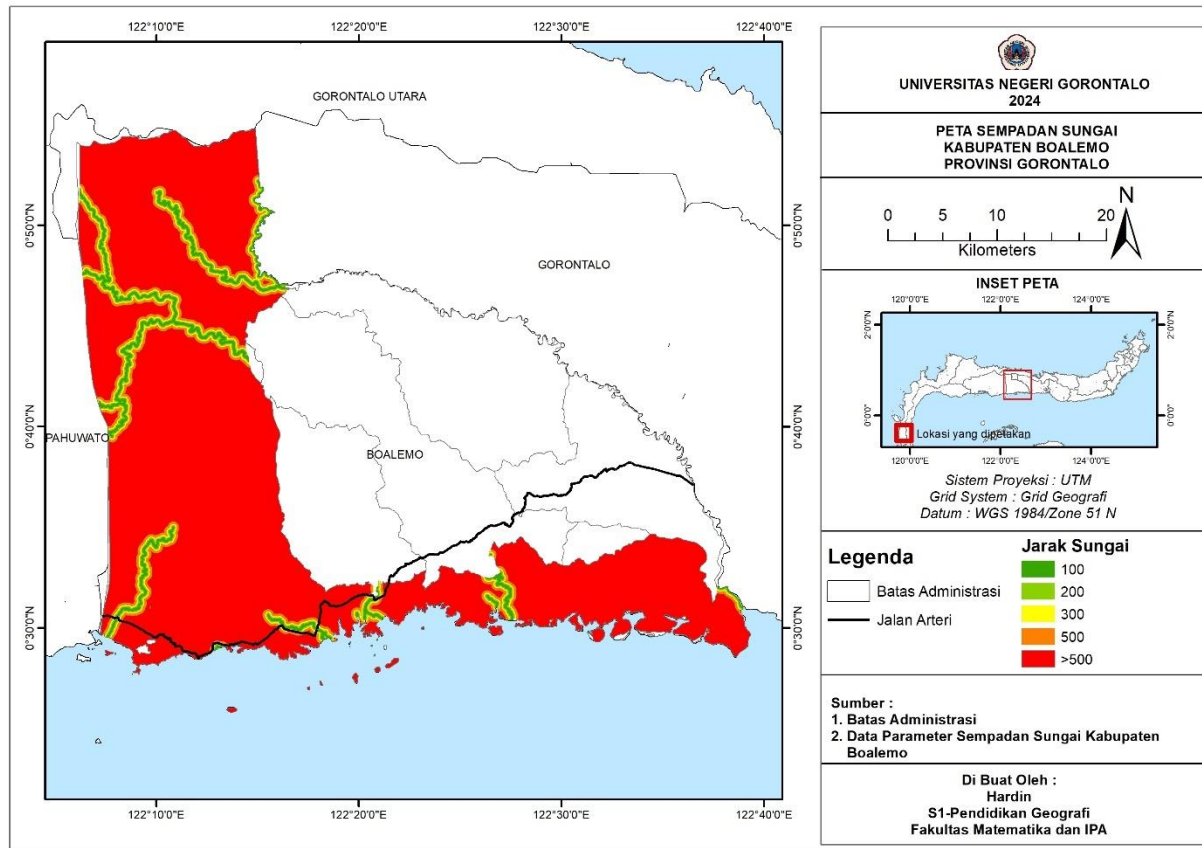 122°10'0"E
122°20'0"E
122°30'0"E
122°40'0"E
0°50'0"N
0°40'0"N
0°30'0"N
GORONTALO UTARA
GORONTALO
PAHUWATO
BOALEMO
0°50'0"N
0°40'0"N
0°30'0"N
122°10'0"E
122°20'0"E
122°30'0"E
122°40'0"E
UNIVERSITAS NEGERI GORONTALO
2024
PETA SEMPADAN SUNGAI
KABUPATEN BOALEMO
PROVINSI GORONTALO
N
0 5 10 20
Kilometers
INSET PETA
120°0'0"E 122°0'0"E 124°0'0"E
2°0'0"N
0°0'0"
2°0'0"N
0°0'0"
Lokasi yang dipetakan
120°0'0"E 122°0'0"E 124°0'0"E
Sistem Proyeksi : UTM
Grid System : Grid Geografi
Datum : WGS 1984/Zone 51 N
Legenda
Batas Administrasi
Jalan Arteri
Jarak Sungai
100
200
300
500
>500
Sumber :
1. Batas Administrasi
2. Data Parameter Sempadan Sungai Kabupaten
Boalemo
Di Buat Oleh :
Hardin
S1-Pendidikan Geografi
Fakultas Matematika dan IPA